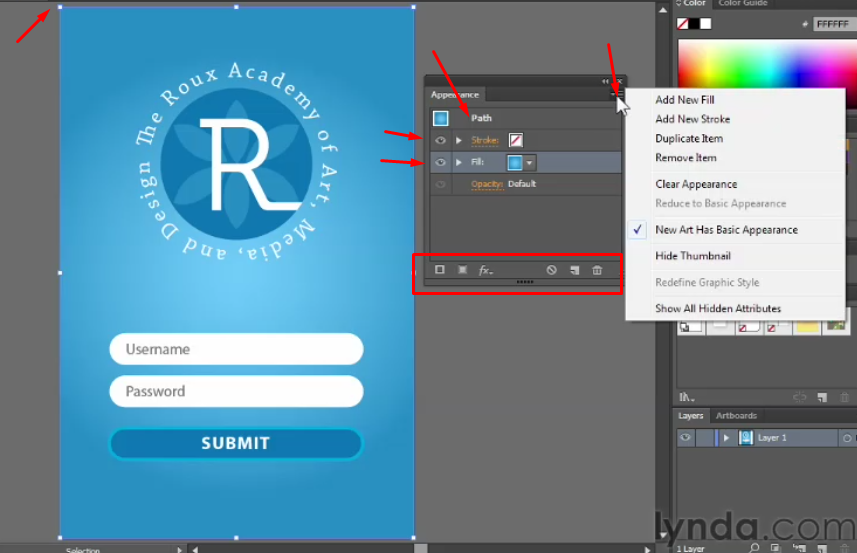 Color Color Guide
FFFFFF
The Roux Academy of Art, Media, and Design
R
Username
Password
SUBMIT
Appearance
Path
Stroke:
Fill:
Opacity: Default
fx
Add New Fill
Add New Stroke
Duplicate Item
Remove Item
Clear Appearance
Reduce to Basic Appearance
New Art Has Basic Appearance
Hide Thumbnail
Redefine Graphic Style
Show All Hidden Attributes
Layers Artboards
Layer 1
lynda.com
1 Layer
Selection